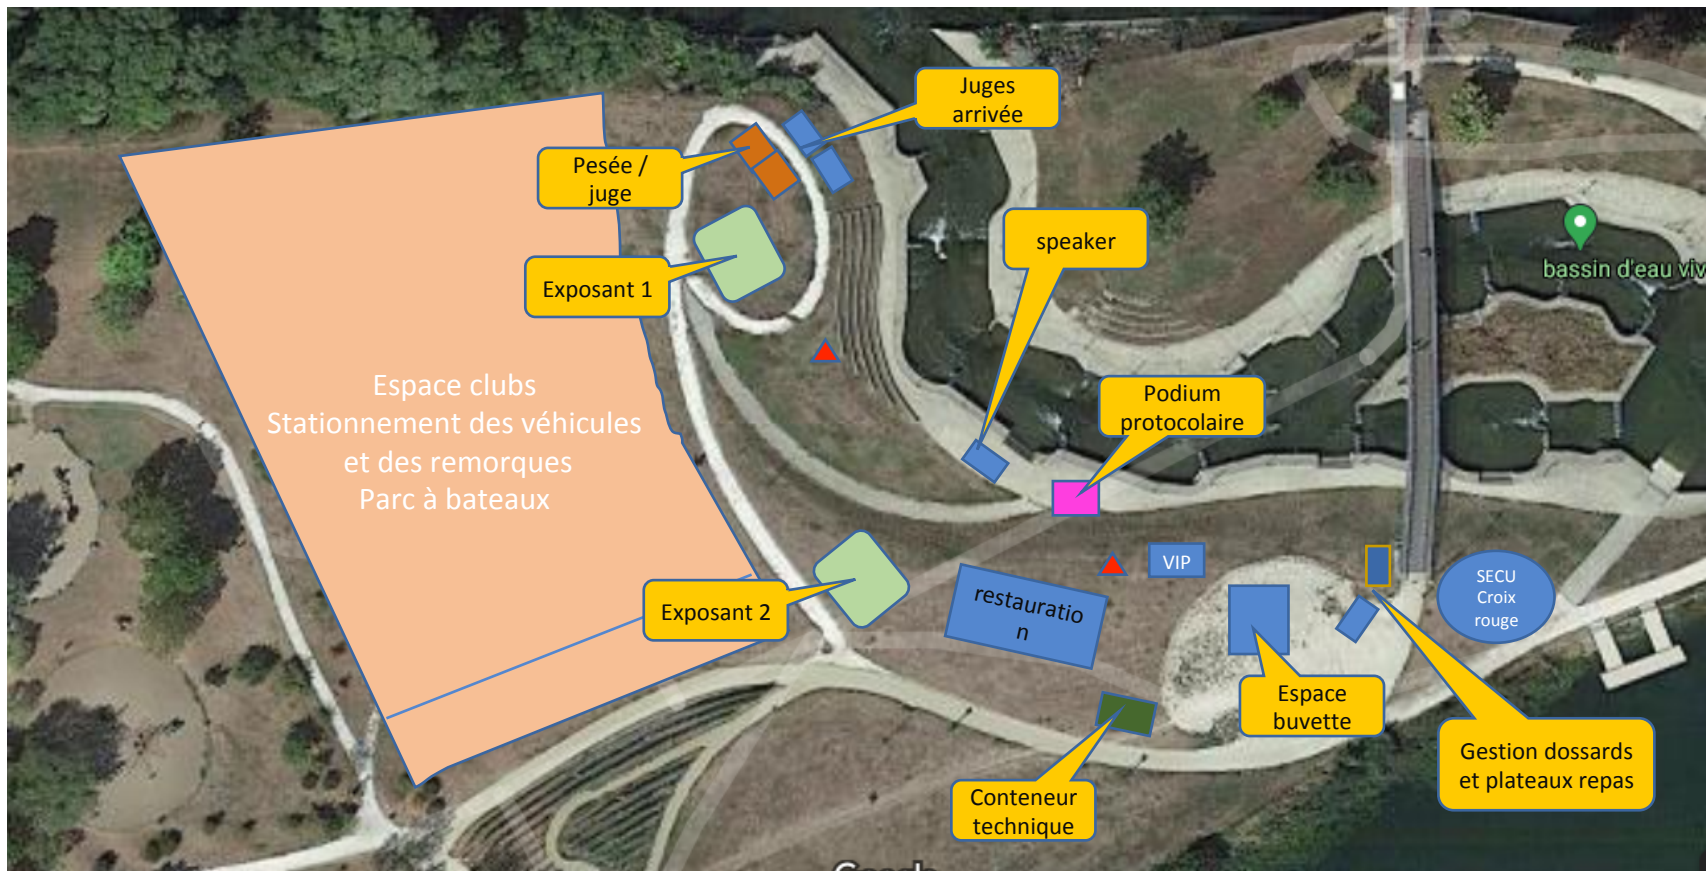 Juges
arrivée
Pesée /
juge
speaker
bassin d'eau viv
Exposant 1
Espace clubs
Stationnement des véhicules
et des remorques
Parc à bateaux
Podium
protocolaire
VIP
SECU
Croix
rouge
restauratio
n
Exposant 2
Espace
buvette
Gestion dossards
et plateaux repas
Conteneur
technique